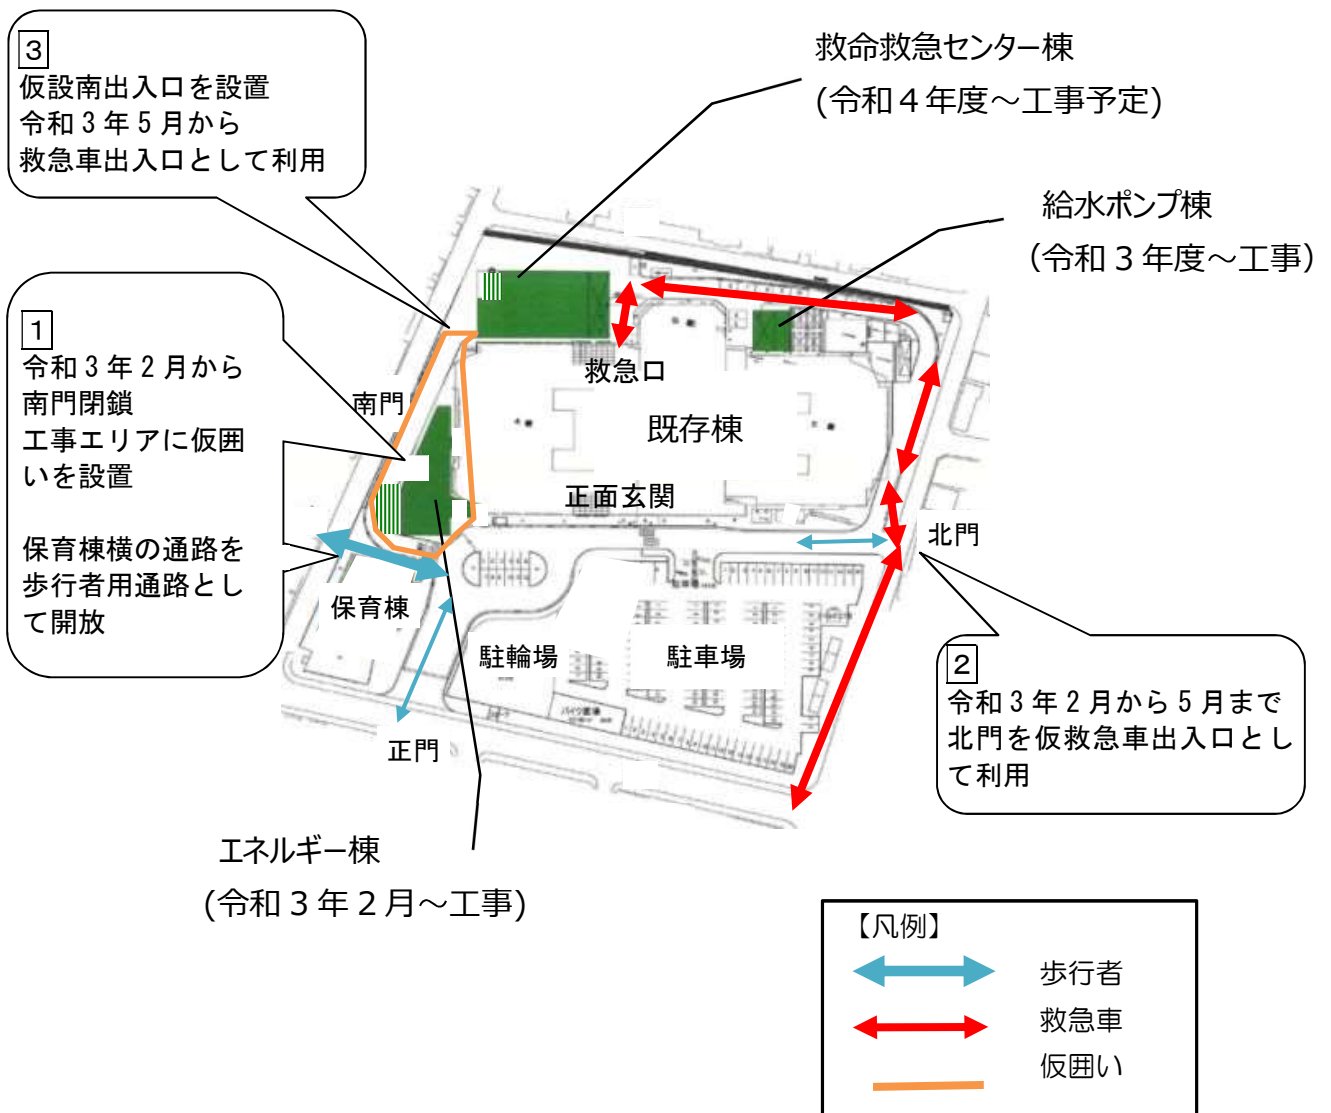 3
仮設南出入口を設置
令和3年5月から
救急車出入口として利用
救命救急センター棟
(令和4年度～工事予定)
給水ポンプ棟
(令和3年度～工事)
1
令和3年2月から
南門閉鎖
工事エリアに仮囲
いを設置
保育棟横の通路を
歩行者用通路とし
て開放
南門
救急口
既存棟
正面玄関
北門
保育棟
駐輪場
駐車場
バイク置場
正門
2
令和3年2月から5月まで
北門を仮救急車出入口とし
て利用
エネルギー棟
(令和3年2月～工事)
【凡例】
歩行者
救急車
仮囲い